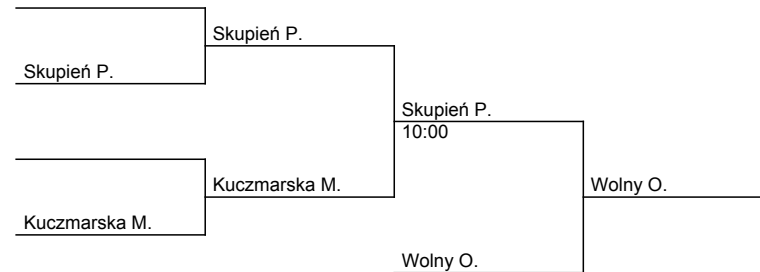 Skupień P.
Skupień P.
Skupień P.
10:00
Kuczmarska M.
Wolny O.
Kuczmarska M.
Wolny O.